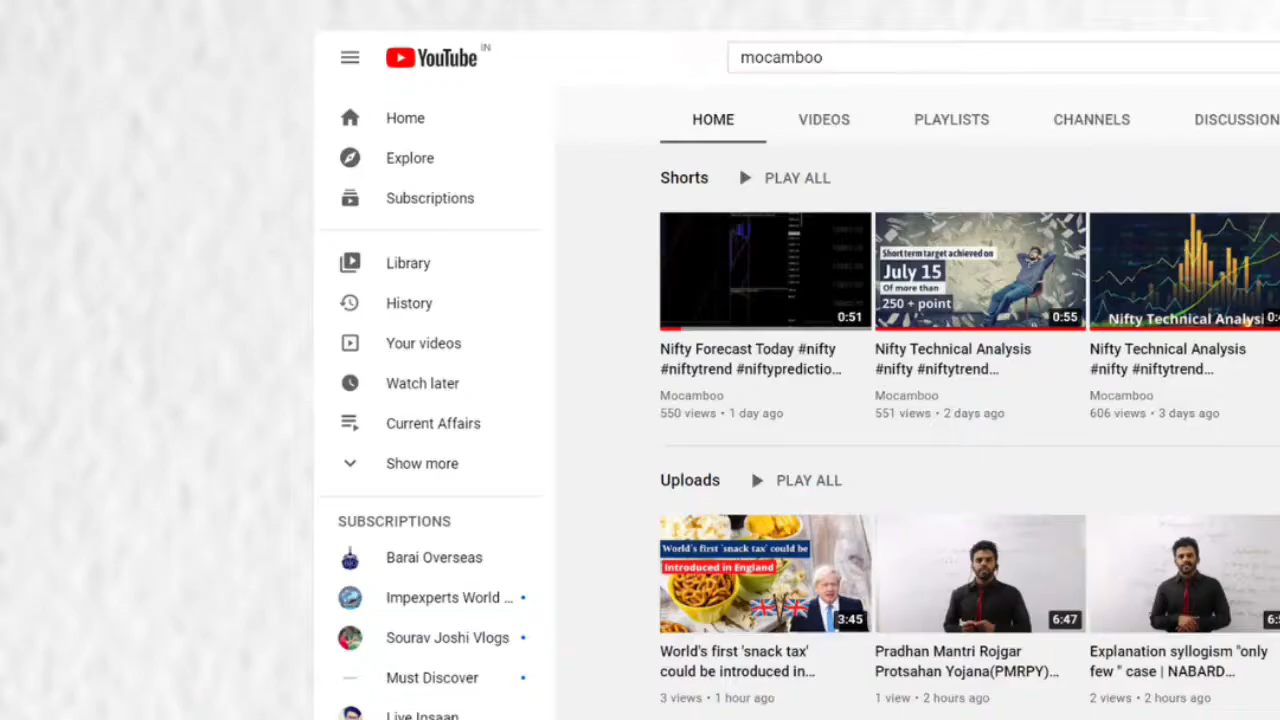 YouTube IN
mocamboo
Home
Explore
Subscriptions
Library
History
Your videos
Watch later
Current Affairs
Show more
SUBSCRIPTIONS
Barai Overseas
Impexperts World ...
Sourav Joshi Vlogs
Must Discover
Live Insaan
HOME VIDEOS PLAYLISTS CHANNELS DISCUSSION
Shorts PLAY ALL
0:51
Short term target achieved on
July 15
Of more than
250 + point
0:55
Nifty Technical Analysi
Nifty Forecast Today #nifty
#niftytrend #niftypredictio...
Mocamboo
550 views • 1 day ago
Nifty Technical Analysis
#nifty #niftytrend...
Mocamboo
551 views • 2 days ago
Nifty Technical Analysis
#nifty #niftytrend...
Mocamboo
606 views • 3 days ago
Uploads PLAY ALL
World's first 'snack tax' could be
Introduced in England
3:45
6:47
World's first 'snack tax'
could be introduced in...
3 views • 1 hour ago
Pradhan Mantri Rojgar
Protsahan Yojana(PMRPY)...
1 view • 2 hours ago
Explanation syllogism "only
few " case | NABARD...
2 views • 2 hours ago